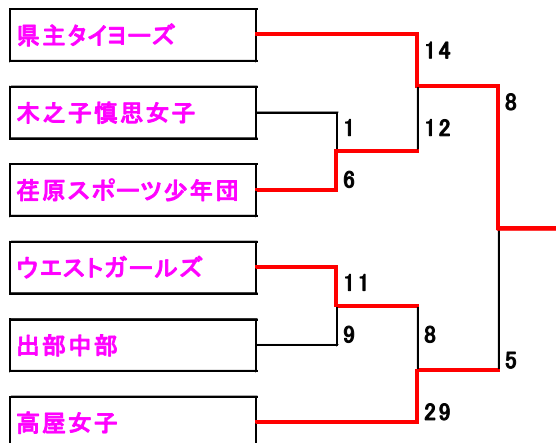 県主タイヨーズ
14
木之子慎思女子
8
1
12
荏原スポーツ少年団
6
ウエストガールズ
11
出部中部
9
8
5
高屋女子
29